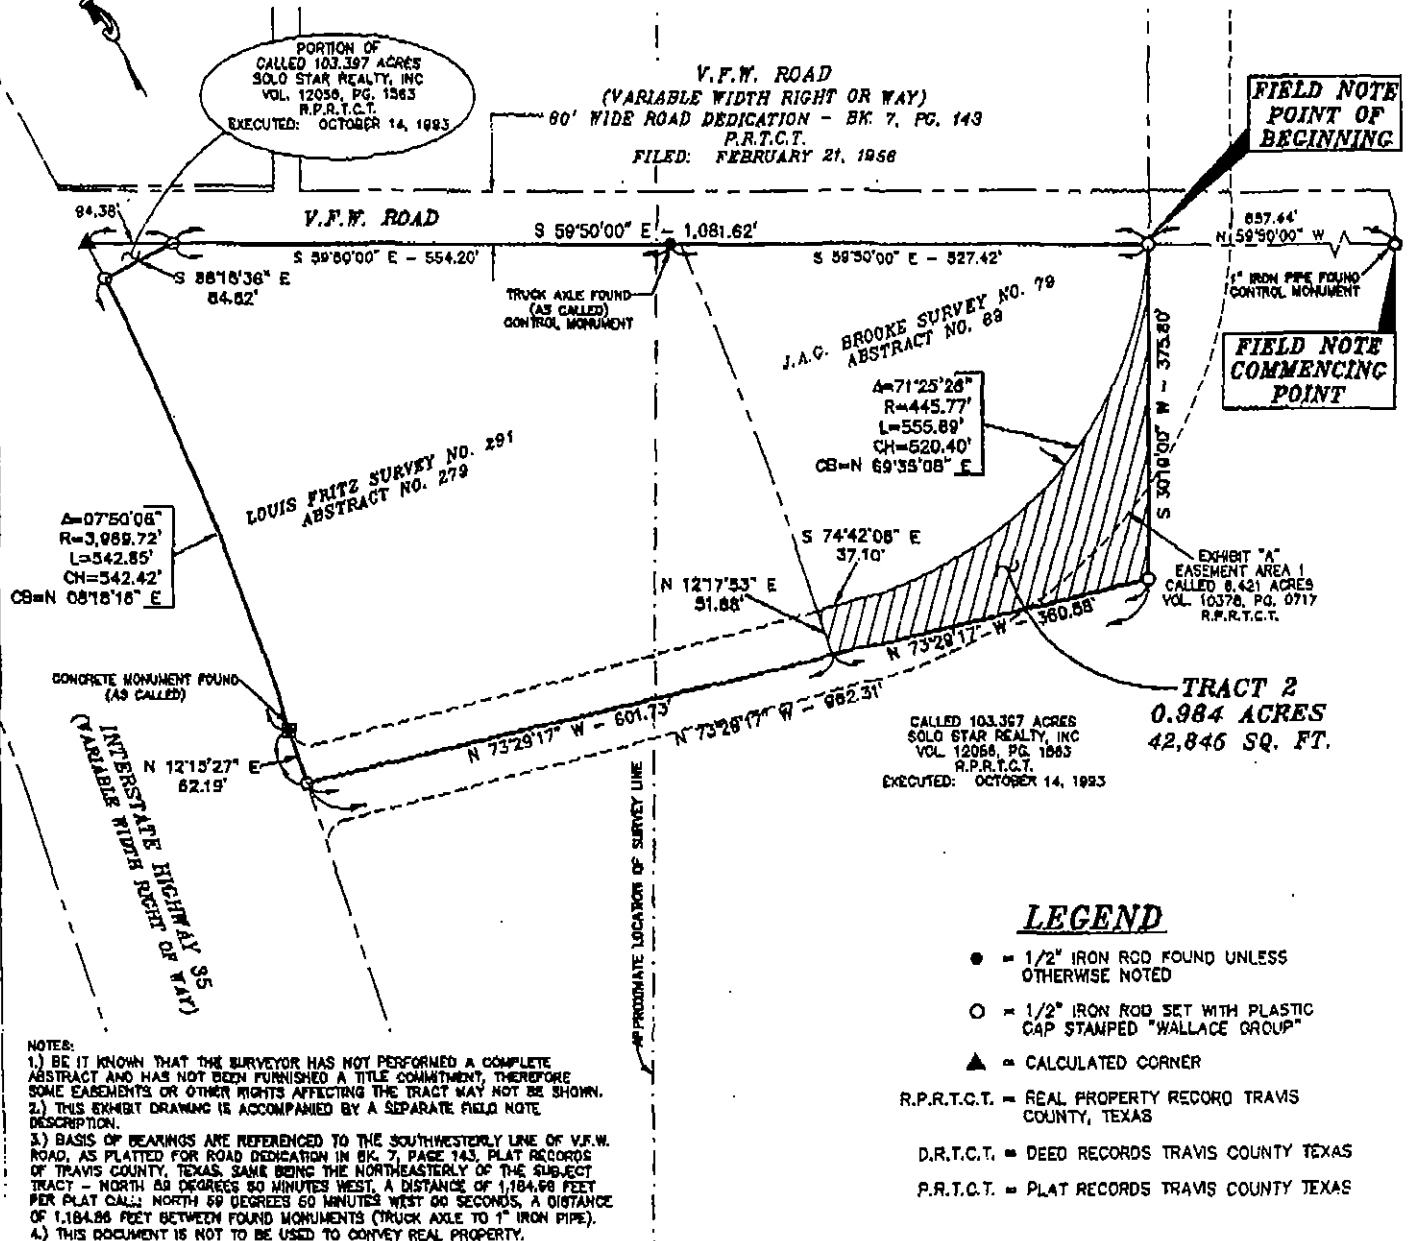 PORTION OF
CALLED 103.397 ACRES
SOLO STAR REALTY, INC
VOL. 12056, PG. 1563
R.P.R.T.C.T.
EXECUTED: OCTOBER 14, 1993
V.F.W. ROAD
(VARIABLE WIDTH RIGHT OR WAY)
60' WIDE ROAD DEDICATION - BK. 7, PG. 143
P.R.T.C.T.
FILED: FEBRUARY 21, 1956
FIELD NOTE
POINT OF
BEGINNING
94.38'
V.F.W. ROAD
S 59°50'00" E - 1,081.62'
657.44'
N 59°50'00" W
S 59°50'00" E - 554.20'
S 59°50'00" E - 527.42'
S 88°18'36" E
84.62'
1" IRON PIPE FOUND
CONTROL MONUMENT
TRUCK AXLE FOUND
(AS CALLED)
CONTROL MONUMENT
J.A.G. BROOKE SURVEY NO. 79
ABSTRACT NO. 69
FIELD NOTE
COMMENCING
POINT
S 30°10'00" W - 375.80'
Δ=71°25'26"
R=445.77'
L=555.69'
CH=520.40'
CB=N 69°35'08" E
LOUIS FRITZ SURVEY NO. 291
ABSTRACT NO. 279
Δ=07°50'06"
R=3,969.72'
L=542.85'
CH=542.42'
CB=N 08°18'16" E
S 74°42'08" E
37.10'
EXHIBIT "A"
EASEMENT AREA 1
CALLED 6.421 ACRES
VOL. 10378, PG. 0717
R.P.R.T.C.T.
N 12°17'53" E
51.88'
N 73°29'17" W - 360.58'
CONCRETE MONUMENT FOUND
(AS CALLED)
TRACT 2
0.984 ACRES
42,846 SQ. FT.
N 73°29'17" W - 601.73'
N 73°29'17" W - 962.31'
CALLED 103.397 ACRES
SOLO STAR REALTY, INC
VOL. 12056, PG. 1563
R.P.R.T.C.T.
EXECUTED: OCTOBER 14, 1993
N 12°15'27" E
62.19'
INTERSTATE HIGHWAY 35
(VARIABLE WIDTH RIGHT OF WAY)
APPROXIMATE LOCATION OF SURVEY LINE
LEGEND
● = 1/2" IRON ROD FOUND UNLESS
OTHERWISE NOTED
○ = 1/2" IRON ROD SET WITH PLASTIC
CAP STAMPED "WALLACE GROUP"
▲ = CALCULATED CORNER
R.P.R.T.C.T. = REAL PROPERTY RECORD TRAVIS
COUNTY, TEXAS
D.R.T.C.T. = DEED RECORDS TRAVIS COUNTY TEXAS
P.R.T.C.T. = PLAT RECORDS TRAVIS COUNTY TEXAS
NOTES:
1.) BE IT KNOWN THAT THE SURVEYOR HAS NOT PERFORMED A COMPLETE
ABSTRACT AND HAS NOT BEEN FURNISHED A TITLE COMMITMENT, THEREFORE
SOME EASEMENTS OR OTHER RIGHTS AFFECTING THE TRACT MAY NOT BE SHOWN.
2.) THIS EXHIBIT DRAWING IS ACCOMPANIED BY A SEPARATE FIELD NOTE
DESCRIPTION.
3.) BASIS OF BEARINGS ARE REFERENCED TO THE SOUTHWESTERLY LINE OF V.F.W.
ROAD, AS PLATTED FOR ROAD DEDICATION IN BK. 7, PAGE 143, PLAT RECORDS
OF TRAVIS COUNTY, TEXAS, SAME BEING THE NORTHEASTERLY OF THE SUBJECT
TRACT - NORTH 59 DEGREES 50 MINUTES WEST, A DISTANCE OF 1,184.66 FEET
PER PLAT CALL; NORTH 59 DEGREES 50 MINUTES WEST 00 SECONDS, A DISTANCE
OF 1,184.86 FEET BETWEEN FOUND MONUMENTS (TRUCK AXLE TO 1" IRON PIPE).
4.) THIS DOCUMENT IS NOT TO BE USED TO CONVEY REAL PROPERTY.